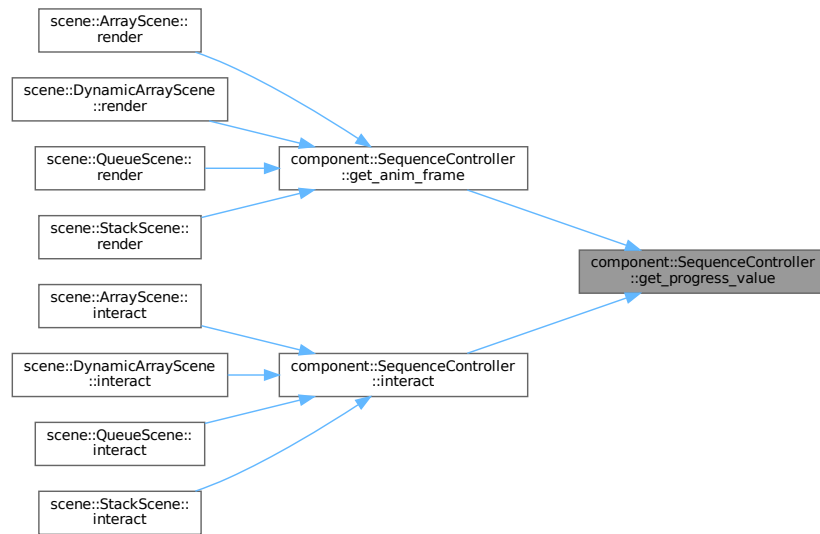 scene::ArrayScene::
render
scene::DynamicArrayScene
::render
scene::QueueScene::
render
scene::StackScene::
render
scene::ArrayScene::
interact
scene::DynamicArrayScene
::interact
scene::QueueScene::
interact
scene::StackScene::
interact
component::SequenceController
::get_anim_frame
component::SequenceController
::interact
component::SequenceController
::get_progress_value